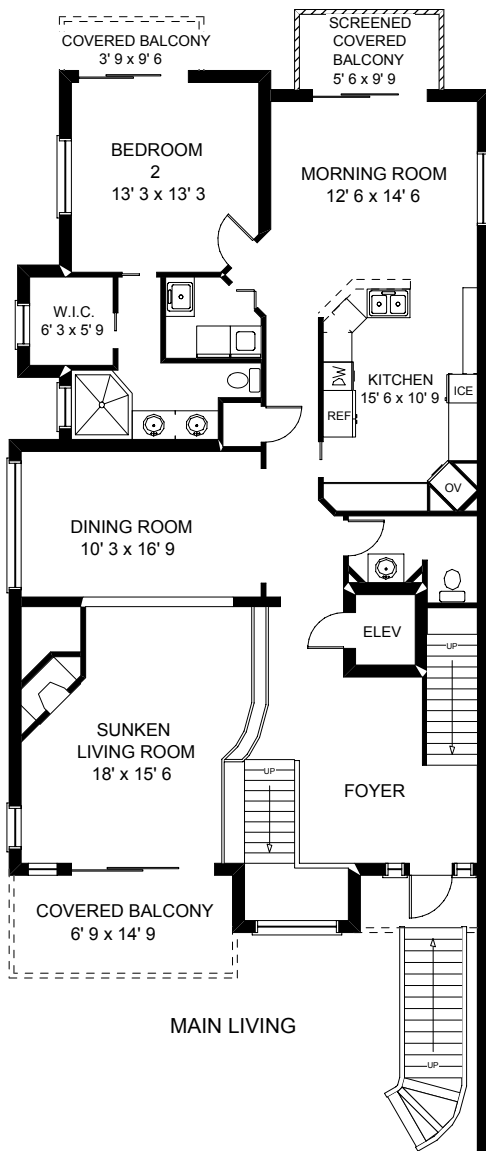 SCREENED
COVERED
BALCONY
5' 6 x 9' 9
COVERED BALCONY
3' 9 x 9' 6
BEDROOM
2
13' 3 x 13' 3
MORNING ROOM
12' 6 x 14' 6
W.I.C.
6' 3 x 5' 9
DW
REF
KITCHEN
15' 6 x 10' 9
ICE
OV
DINING ROOM
10' 3 x 16' 9
ELEV
UP
SUNKEN
LIVING ROOM
18' x 15' 6
UP
FOYER
COVERED BALCONY
6' 9 x 14' 9
MAIN LIVING
UP